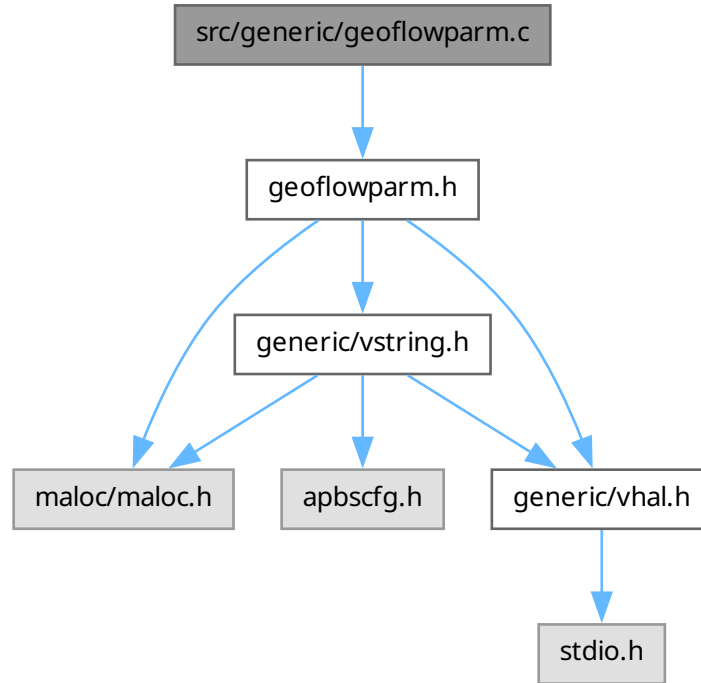 src/generic/geoflowparm.c
geoflowparm.h
generic/vstring.h
maloc/maloc.h
apbscfg.h
generic/vhal.h
stdio.h